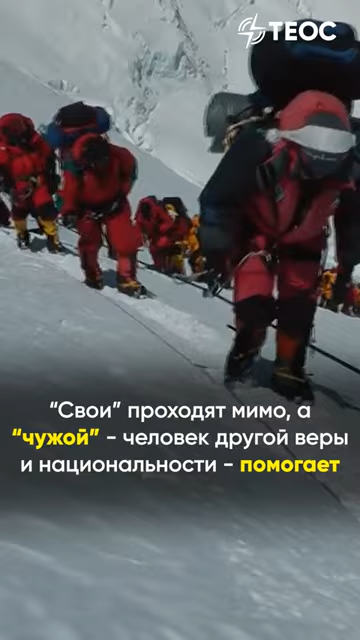 ТЕОС
“Свои” проходят мимо, а
“чужой” - человек другой веры
и национальности - помогает